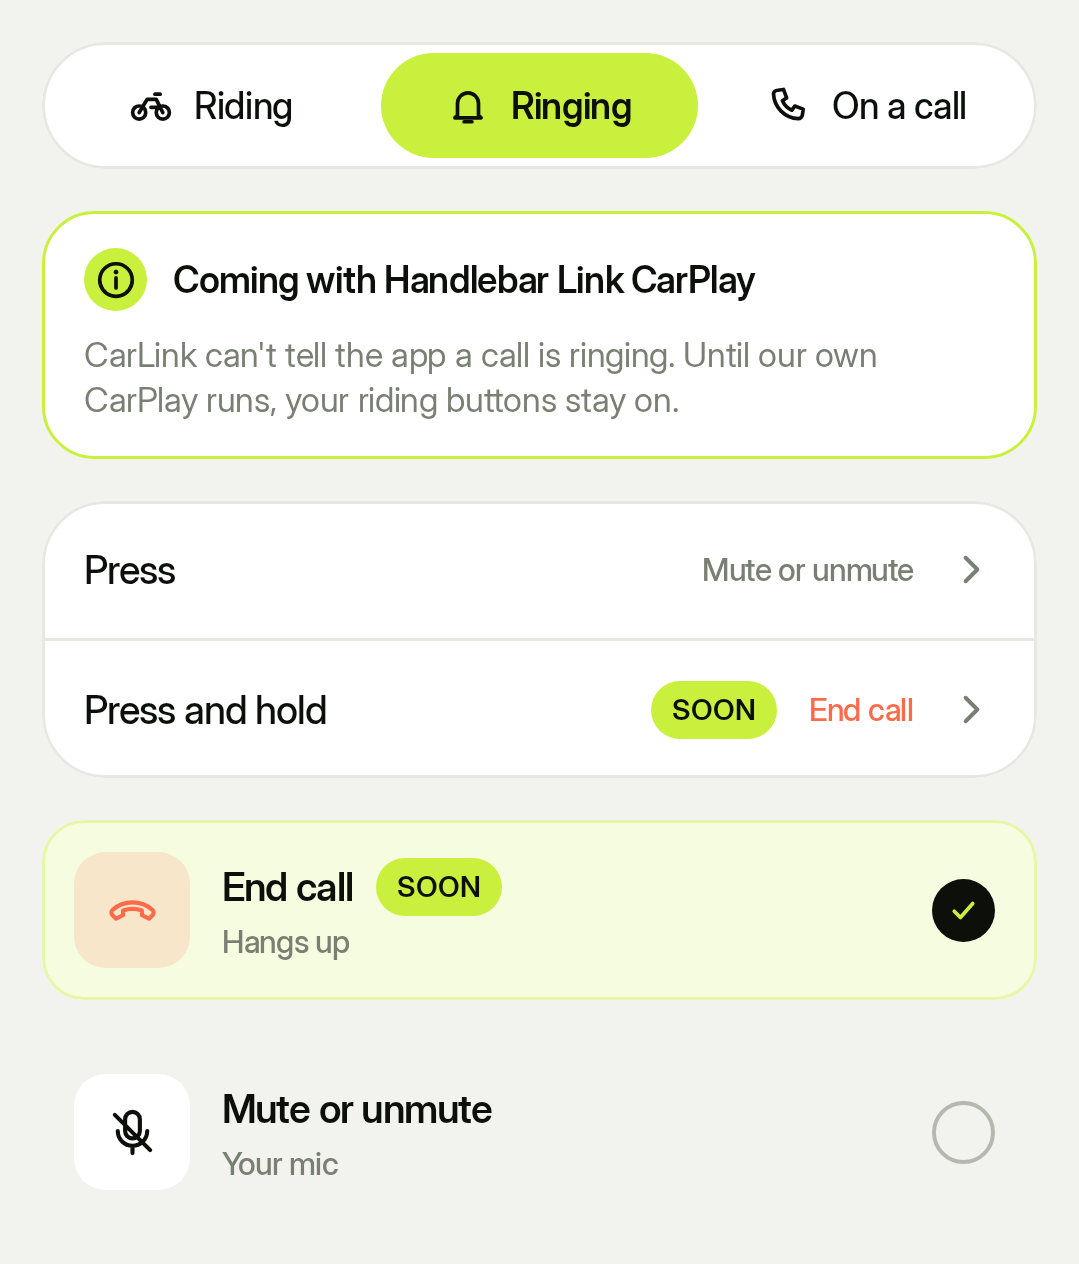 Riding
Ringing
On a call
Coming with Handlebar Link CarPlay
CarLink can't tell the app a call is ringing. Until our own
CarPlay runs, your riding buttons stay on.
Press
Mute or unmute
Press and hold
SOON
End call
End call
SOON
Hangs up
Mute or unmute
Your mic